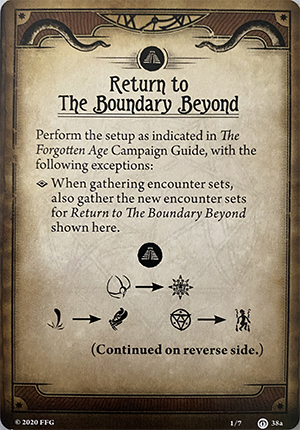 Return to
The Boundary Beyond
Perform the setup as indicated in The
Forgotten Age Campaign Guide, with the
following exceptions:
When gathering encounter sets,
also gather the new encounter sets
for Return to The Boundary Beyond
shown here.
(Continued on reverse side.)
© 2020 FFG
1/7
38a